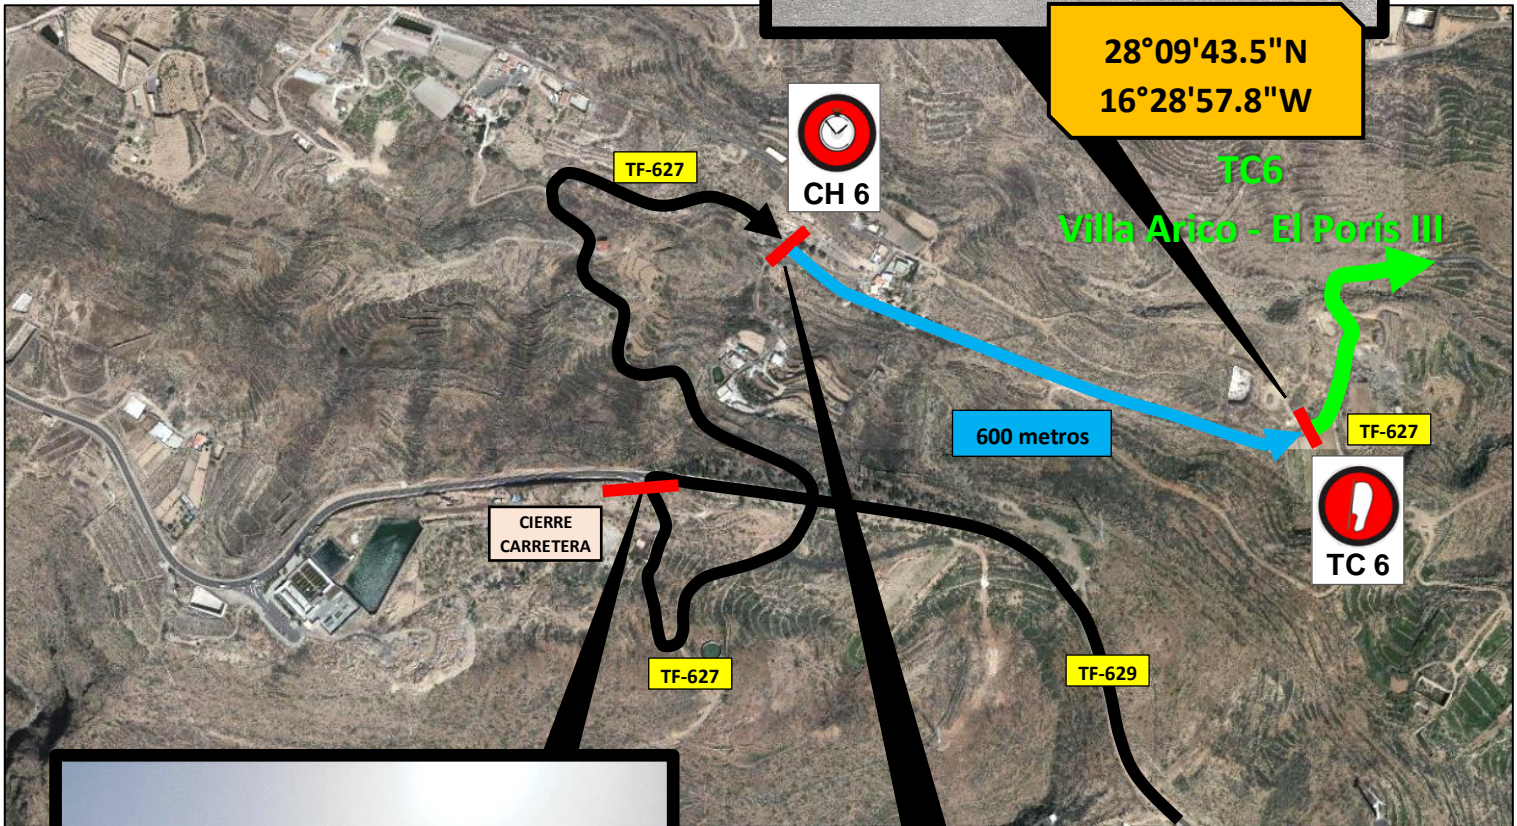 28°09'43.5"N
16°28'57.8"W
TF-627
CH 6
TC6
Villa Arico - El Porís III
600 metros
TF-627
CIERRE
CARRETERA
TC 6
TF-627
TF-629